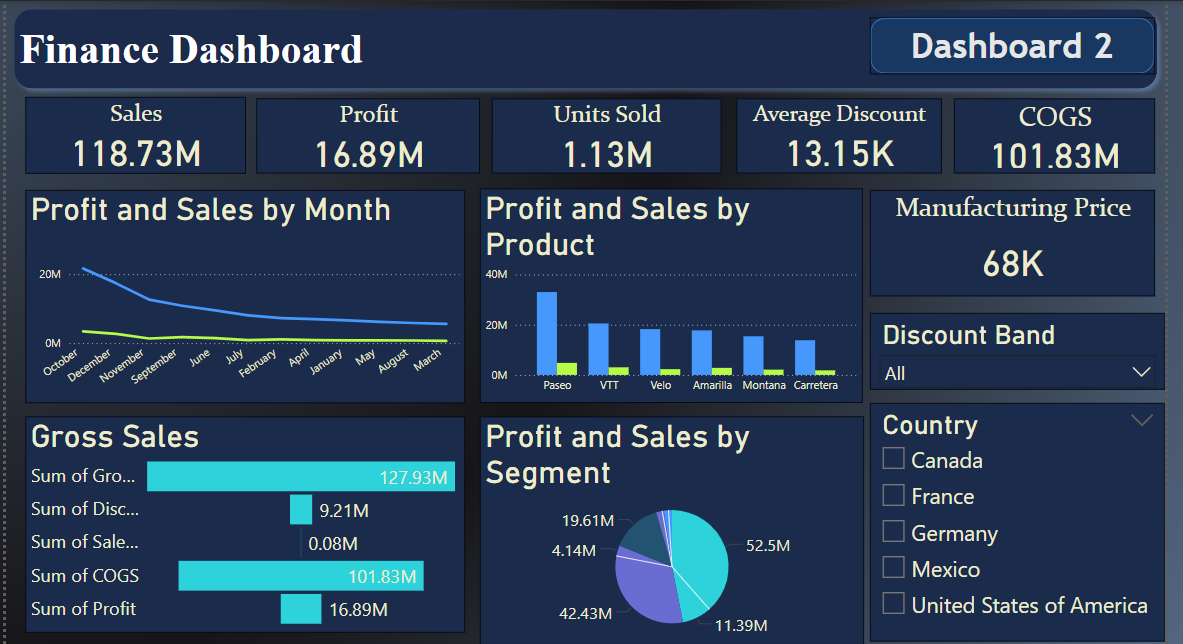 Finance Dashboard
Dashboard 2
Sales
118.73M
Profit
16.89M
Units Sold
1.13M
Average Discount
13.15K
COGS
101.83M
Profit and Sales by Month
20M
0M
October
December
November
September
June
July
February
April
January
May
August
March
Profit and Sales by
Product
40M
20M
0M
Paseo
VTT
Velo
Amarilla
Montana
Carretera
Manufacturing Price
68K
Discount Band
All
Gross Sales
Sum of Gro...
127.93M
Sum of Disc...
9.21M
Sum of Sale...
0.08M
Sum of COGS
101.83M
Sum of Profit
16.89M
Profit and Sales by
Segment
19.61M
4.14M
42.43M
52.5M
11.39M
Country
Canada
France
Germany
Mexico
United States of America